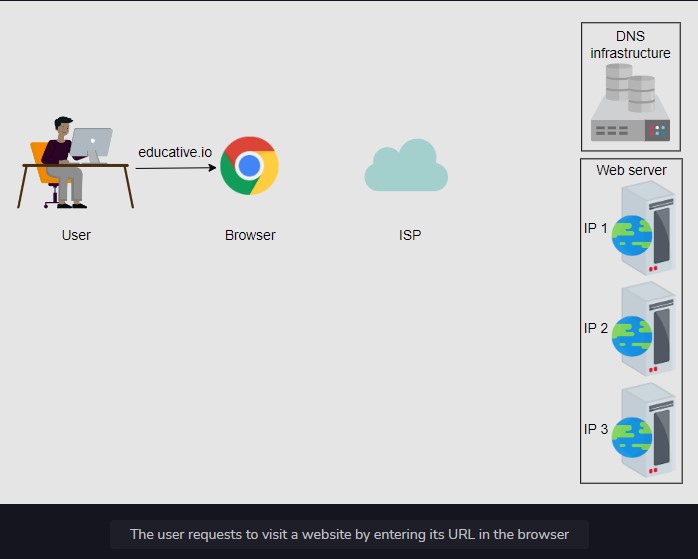 DNS
infrastructure
educative.io
Web server
User
Browser
ISP
IP 1
IP 2
IP 3
The user requests to visit a website by entering its URL in the browser